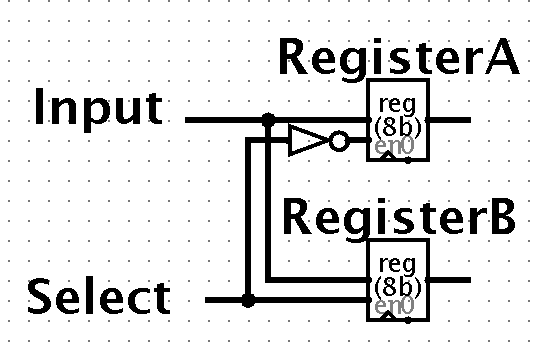 RegisterA
Input
reg
(8b)
en0
RegisterB
reg
(8b)
en0
Select